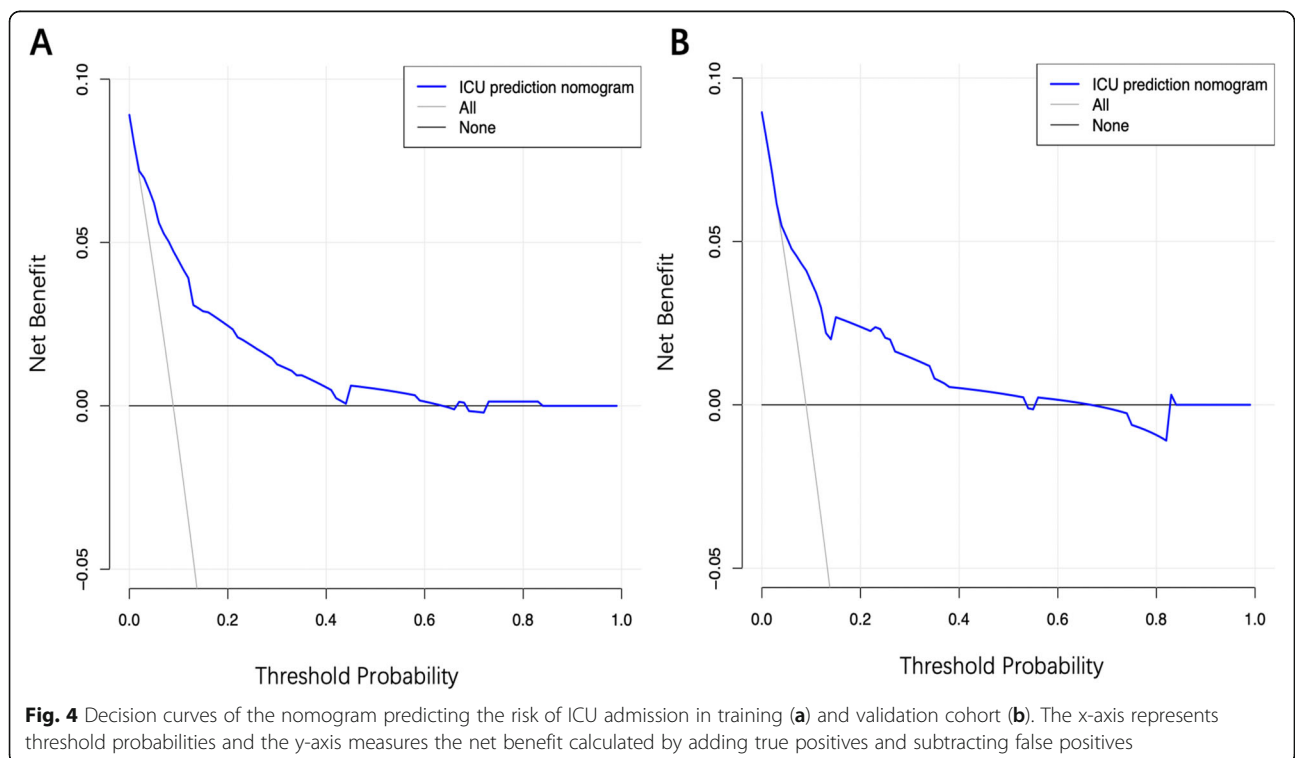 A
B
ICU prediction nomogram
All
None
ICU prediction nomogram
All
None
0.10
0.05
0.00
−0.05
Net Benefit
0.10
0.05
0.00
−0.05
Net Benefit
0.0 0.2 0.4 0.6 0.8 1.0
0.0 0.2 0.4 0.6 0.8 1.0
Threshold Probability
Threshold Probability
Fig. 4 Decision curves of the nomogram predicting the risk of ICU admission in training (a) and validation cohort (b). The x-axis represents
threshold probabilities and the y-axis measures the net benefit calculated by adding true positives and subtracting false positives